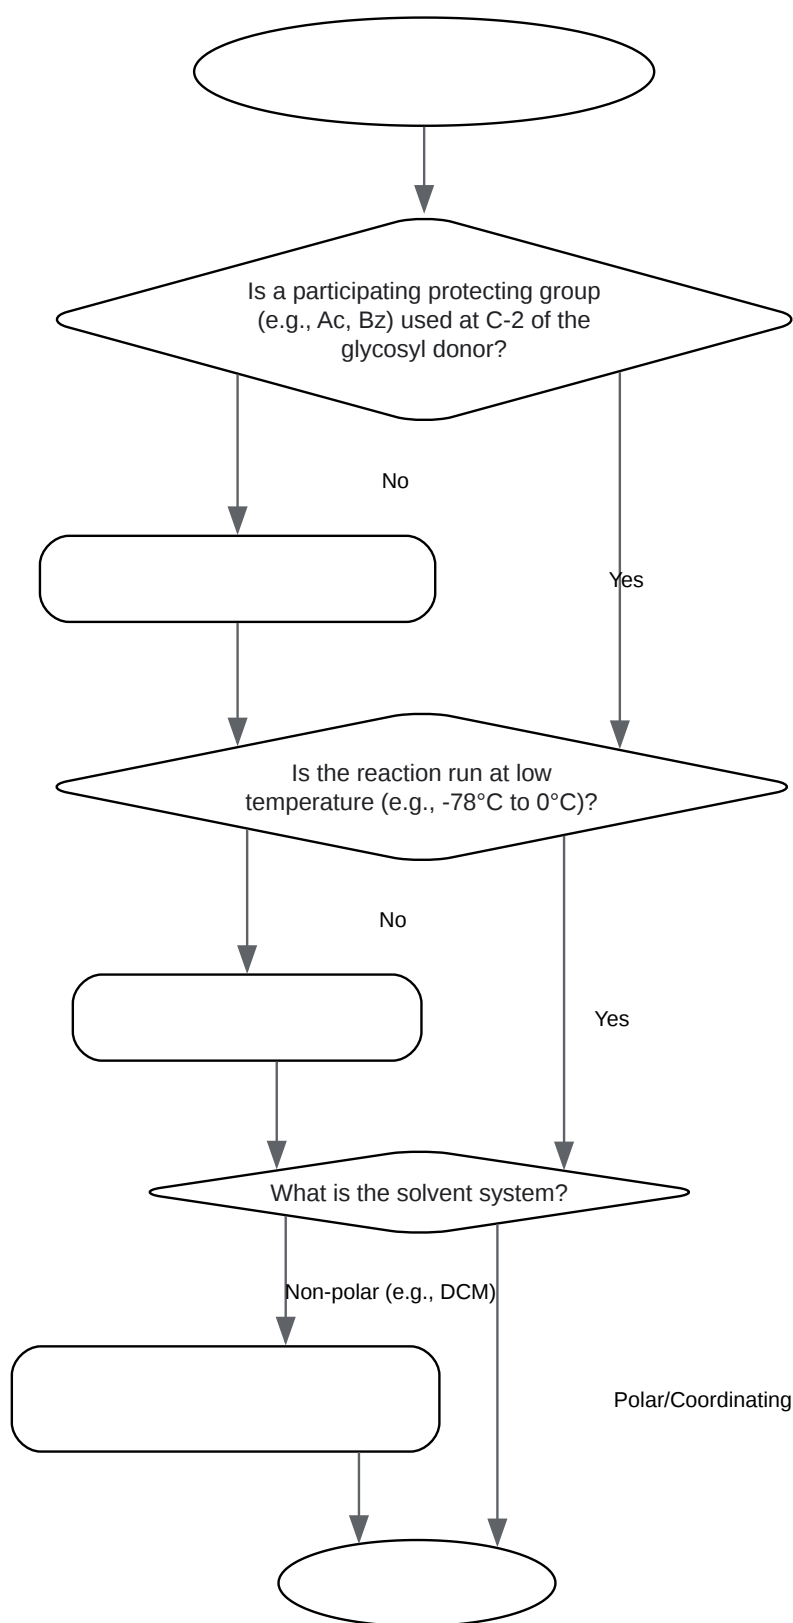 Is a participating protecting group
(e.g., Ac, Bz) used at C-2 of the
glycosyl donor?
No
Yes
Is the reaction run at low
temperature (e.g., -78°C to 0°C)?
No
Yes
What is the solvent system?
Non-polar (e.g., DCM)
Polar/Coordinating